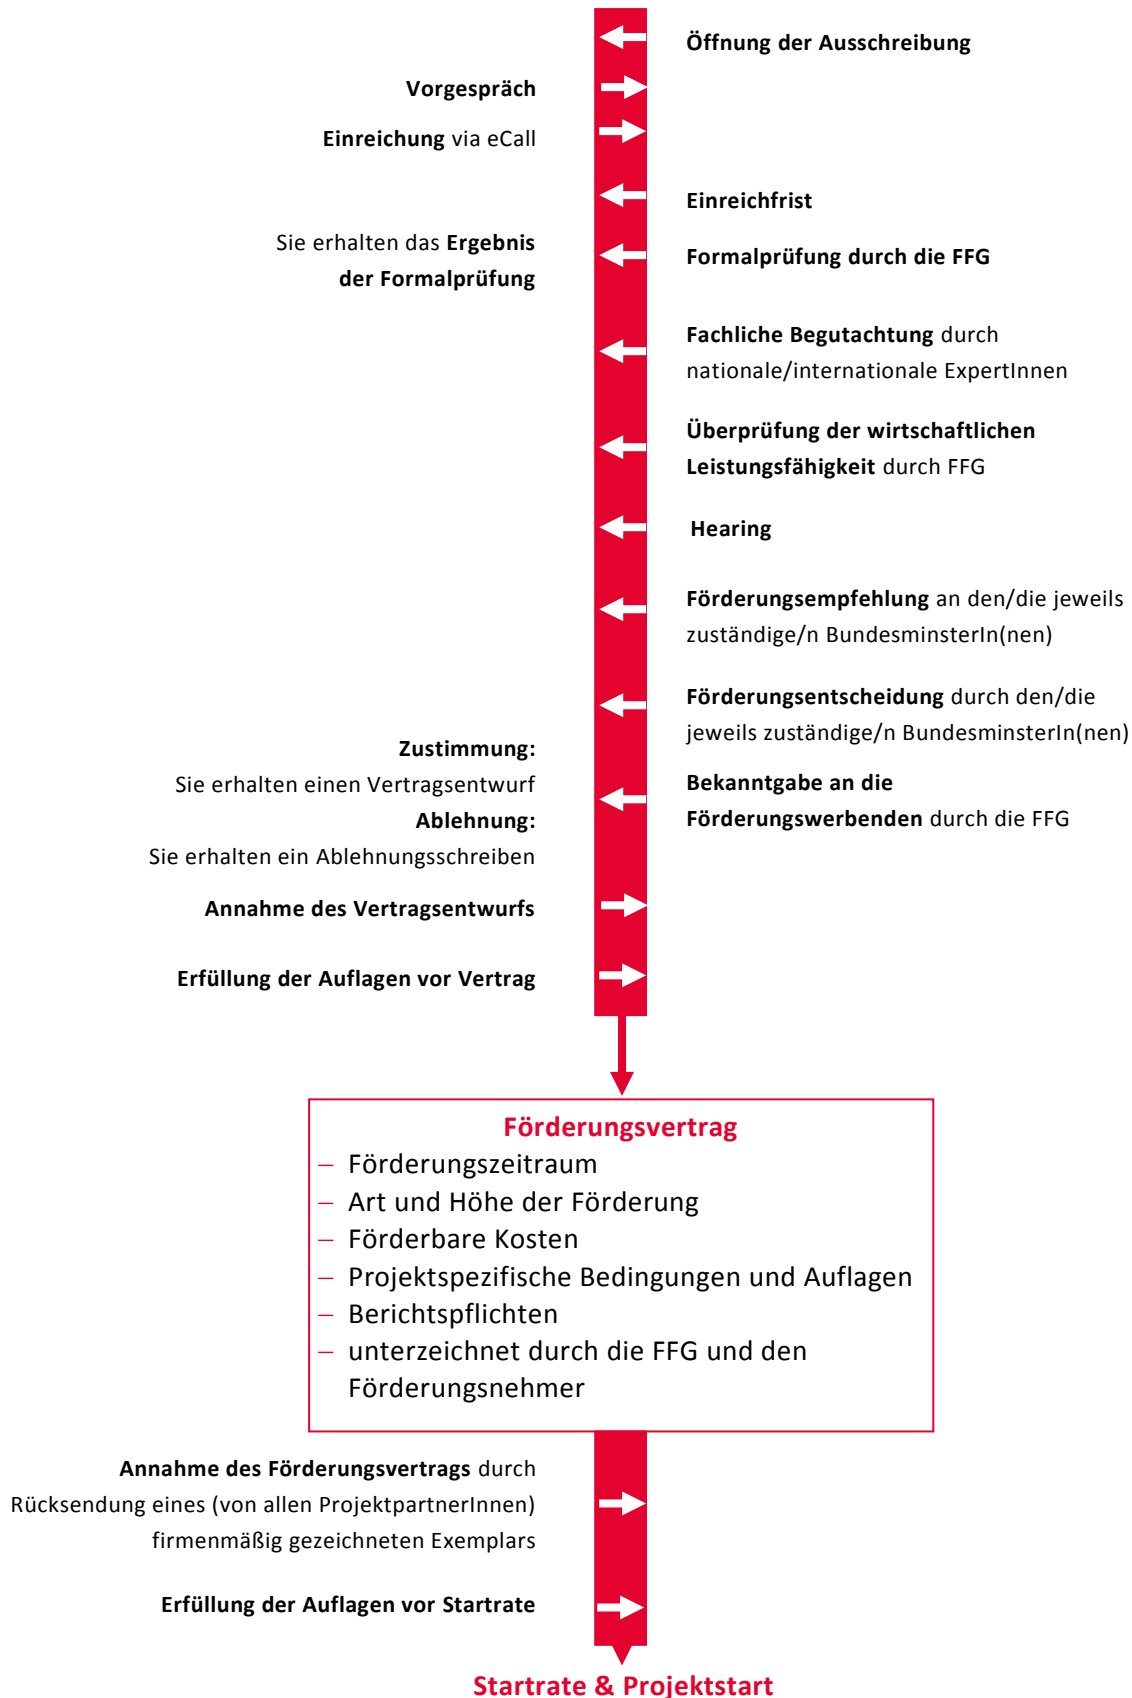 Öffnung der Ausschreibung
Vorgespräch
Einreichung via eCall
Einreichfrist
Sie erhalten das Ergebnis
der Formalprüfung
Formalprüfung durch die FFG
Fachliche Begutachtung durch
nationale/internationale ExpertInnen
Überprüfung der wirtschaftlichen
Leistungsfähigkeit durch FFG
Hearing
Förderungsempfehlung an den/die jeweils
zuständige/n BundesminsterIn(nen)
Förderungsentscheidung durch den/die
jeweils zuständige/n BundesminsterIn(nen)
Zustimmung:
Sie erhalten einen Vertragsentwurf
Ablehnung:
Sie erhalten ein Ablehnungsschreiben
Bekanntgabe an die
Förderungswerbenden durch die FFG
Annahme des Vertragsentwurfs
Erfüllung der Auflagen vor Vertrag
Förderungsvertrag
– Förderungszeitraum
– Art und Höhe der Förderung
– Förderbare Kosten
– Projektspezifische Bedingungen und Auflagen
– Berichtspflichten
– unterzeichnet durch die FFG und den
Förderungsnehmer
Annahme des Förderungsvertrags durch
Rücksendung eines (von allen ProjektpartnerInnen)
firmenmäßig gezeichneten Exemplars
Erfüllung der Auflagen vor Startrate
Startrate & Projektstart